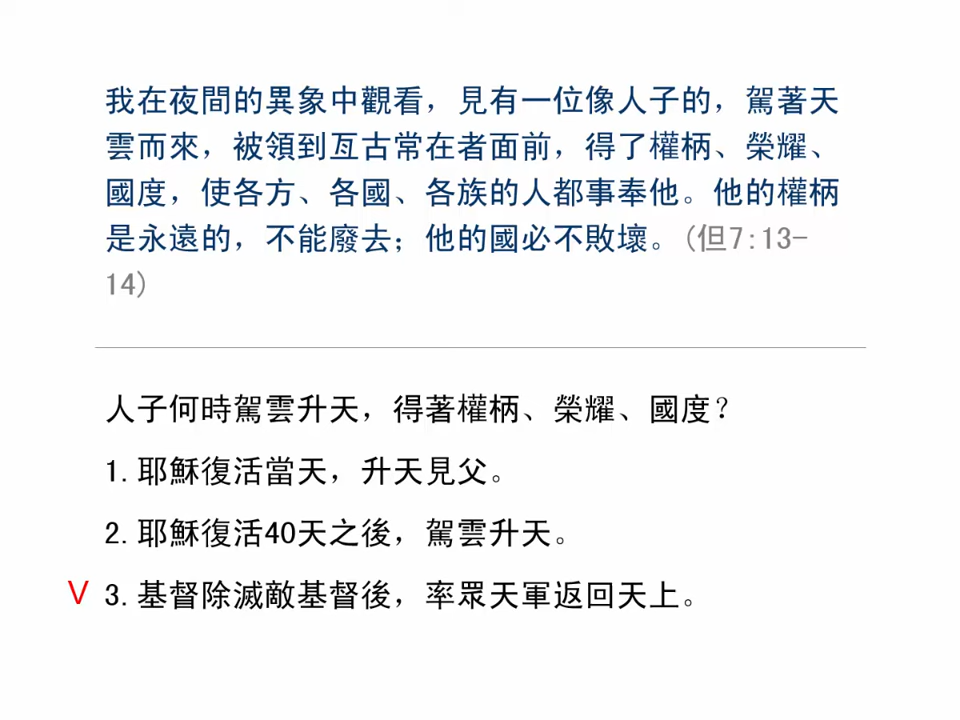 我在夜間的異象中觀看，見有一位像人子的，駕著天
雲而來，被領到亙古常在者面前，得了權柄、榮耀、
國度，使各方、各國、各族的人都事奉他。他的權柄
是永遠的，不能廢去；他的國必不敗壞。(但7:13-
14)
人子何時駕雲升天，得著權柄、榮耀、國度？
1.耶穌復活當天，升天見父。
2.耶穌復活40天之後，駕雲升天。
V 3.基督除滅敵基督後，率眾天軍返回天上。